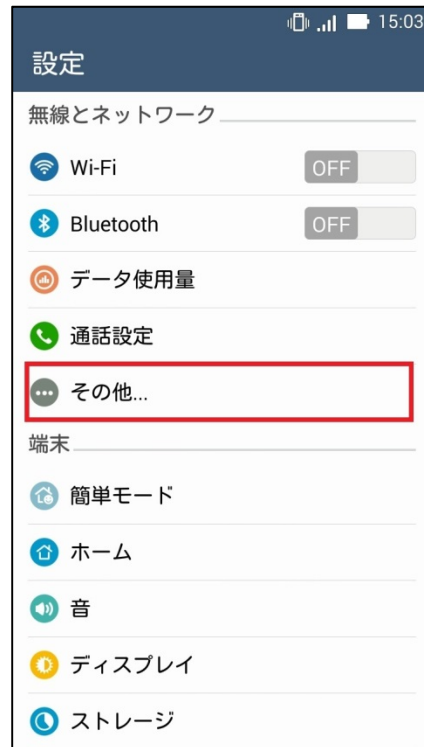 15:03
設定
無線とネットワーク
Wi-Fi OFF
Bluetooth OFF
データ使用量
通話設定
その他...
端末
簡単モード
ホーム
音
ディスプレイ
ストレージ